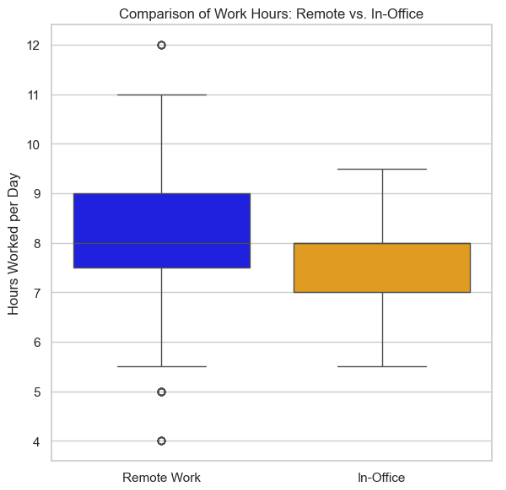 Comparison of Work Hours: Remote vs. In-Office
12
11
10
9
8
7
6
5
4
Hours Worked per Day
Remote Work
In-Office